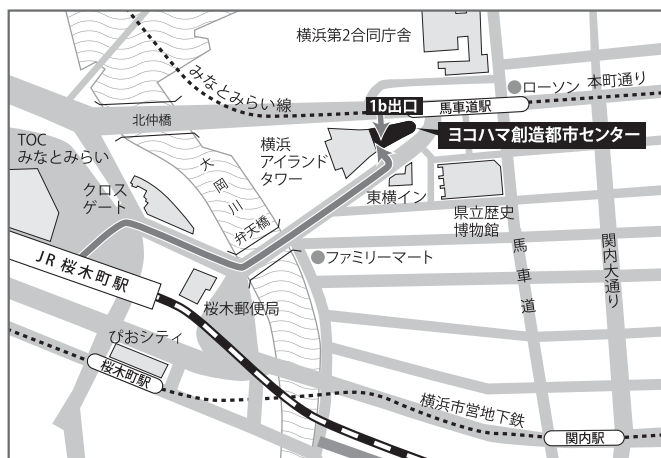 横浜第2合同庁舎
みなとみらい線
ローソン
本町通り
1b出口
馬車道駅
北仲橋
ヨコハマ創造都市センター
TOC
みなとみらい
横浜
アイランド
タワー
大岡川
クロス
ゲート
東横イン
県立歴史
博物館
弁天橋
馬車道
関内大通り
ファミリーマート
JR 桜木町駅
桜木郵便局
ぴおシティ
桜木町駅
横浜市営地下鉄
関内駅